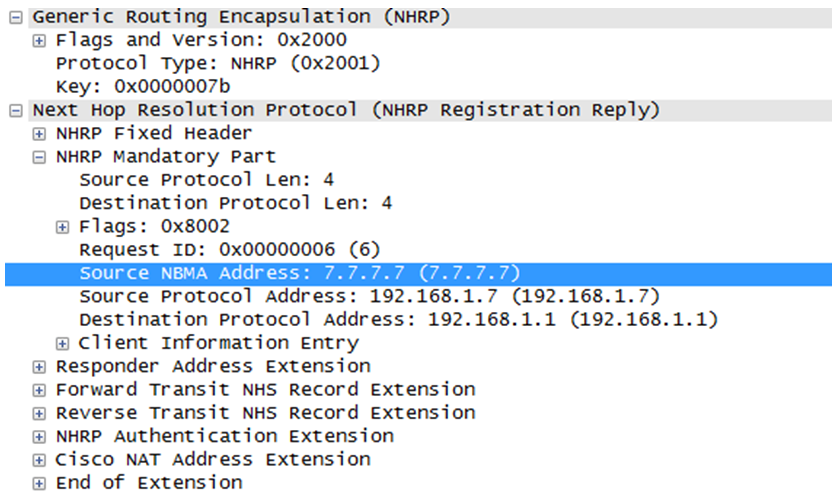 Generic Routing Encapsulation (NHRP)
Flags and Version: 0x2000
Protocol Type: NHRP (0x2001)
Key: 0x0000007b
Next Hop Resolution Protocol (NHRP Registration Reply)
NHRP Fixed Header
NHRP Mandatory Part
Source Protocol Len: 4
Destination Protocol Len: 4
Flags: 0x8002
Request ID: 0x00000006 (6)
Source NBMA Address: 7.7.7.7 (7.7.7.7)
Source Protocol Address: 192.168.1.7 (192.168.1.7)
Destination Protocol Address: 192.168.1.1 (192.168.1.1)
Client Information Entry
Responder Address Extension
Forward Transit NHS Record Extension
Reverse Transit NHS Record Extension
NHRP Authentication Extension
Cisco NAT Address Extension
End of Extension